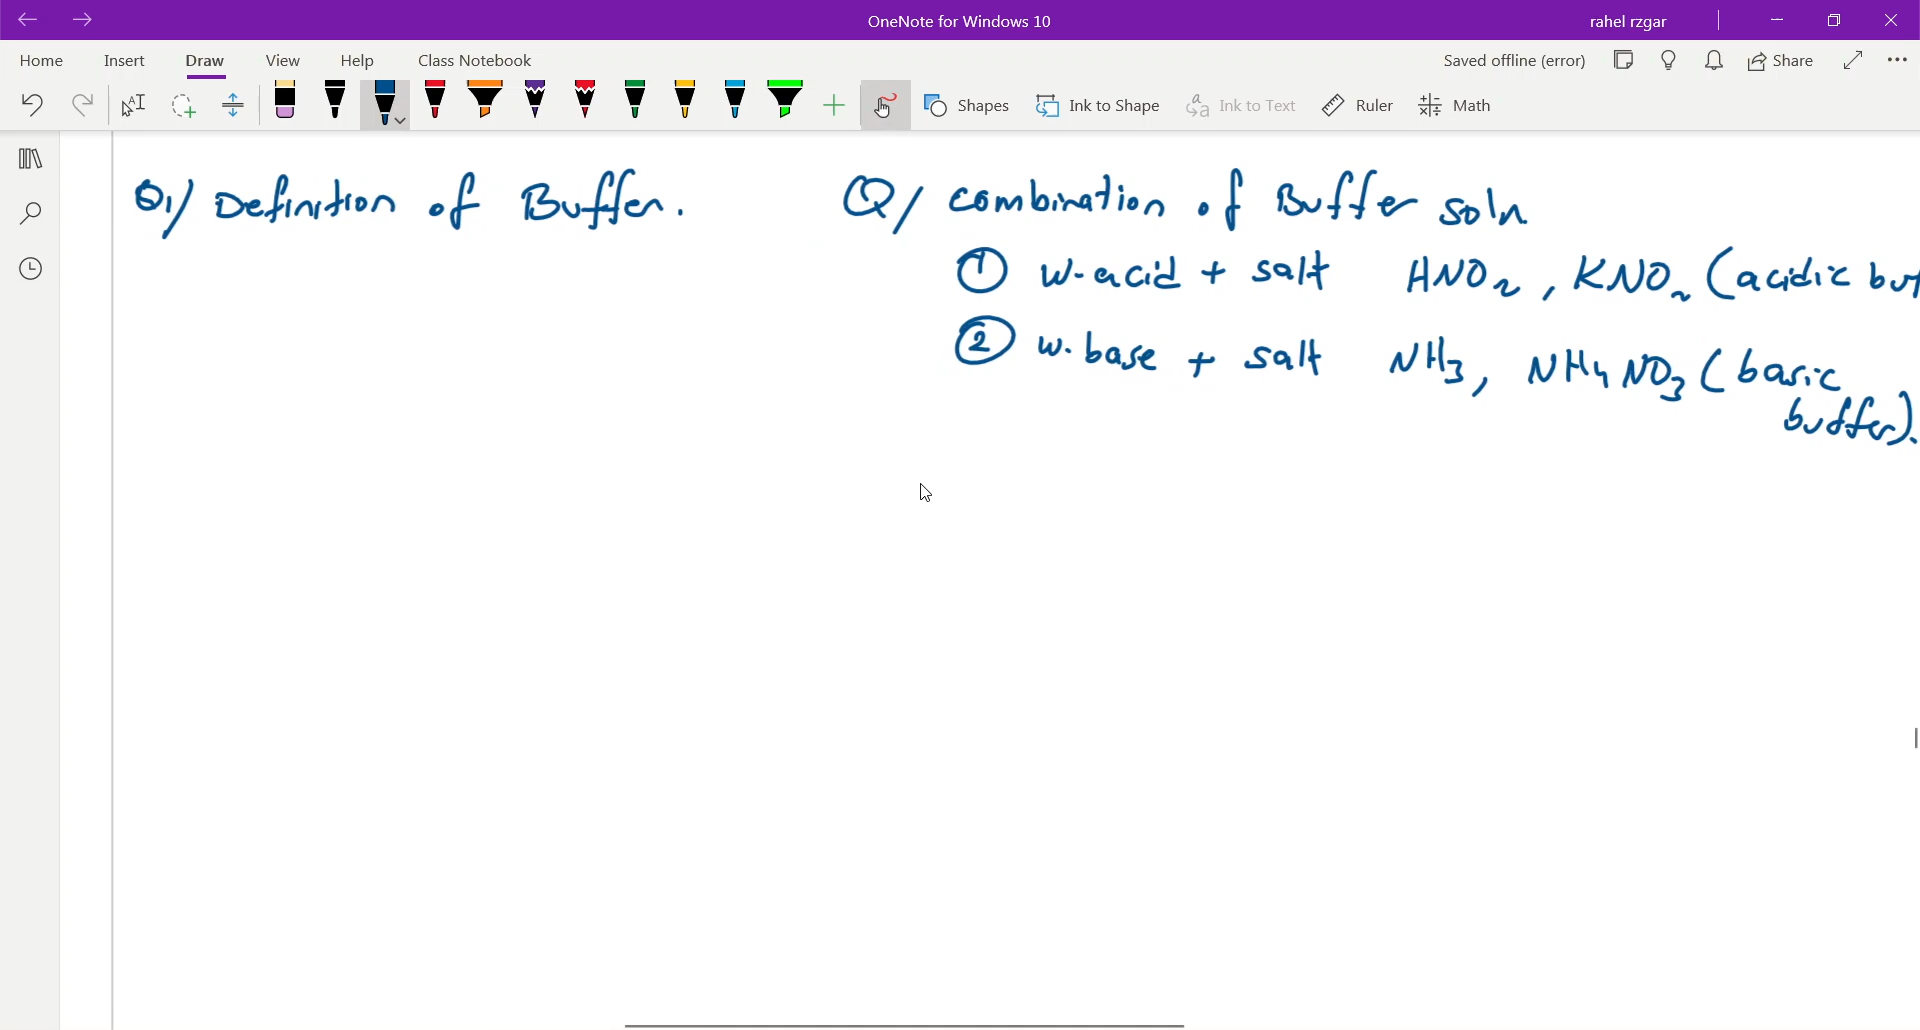 OneNote for Windows 10
rahel rzgar
Home Insert Draw View Help Class Notebook
Saved offline (error) Share
Shapes Ink to Shape Ink to Text Ruler Math
Q1/ Definition of Buffer.
Q/ combination of Buffer soln
① w-acid + salt HNO2, KNO2 (acidic buf
② w.base + salt NH3, NH4NO3 (basic
buffer).